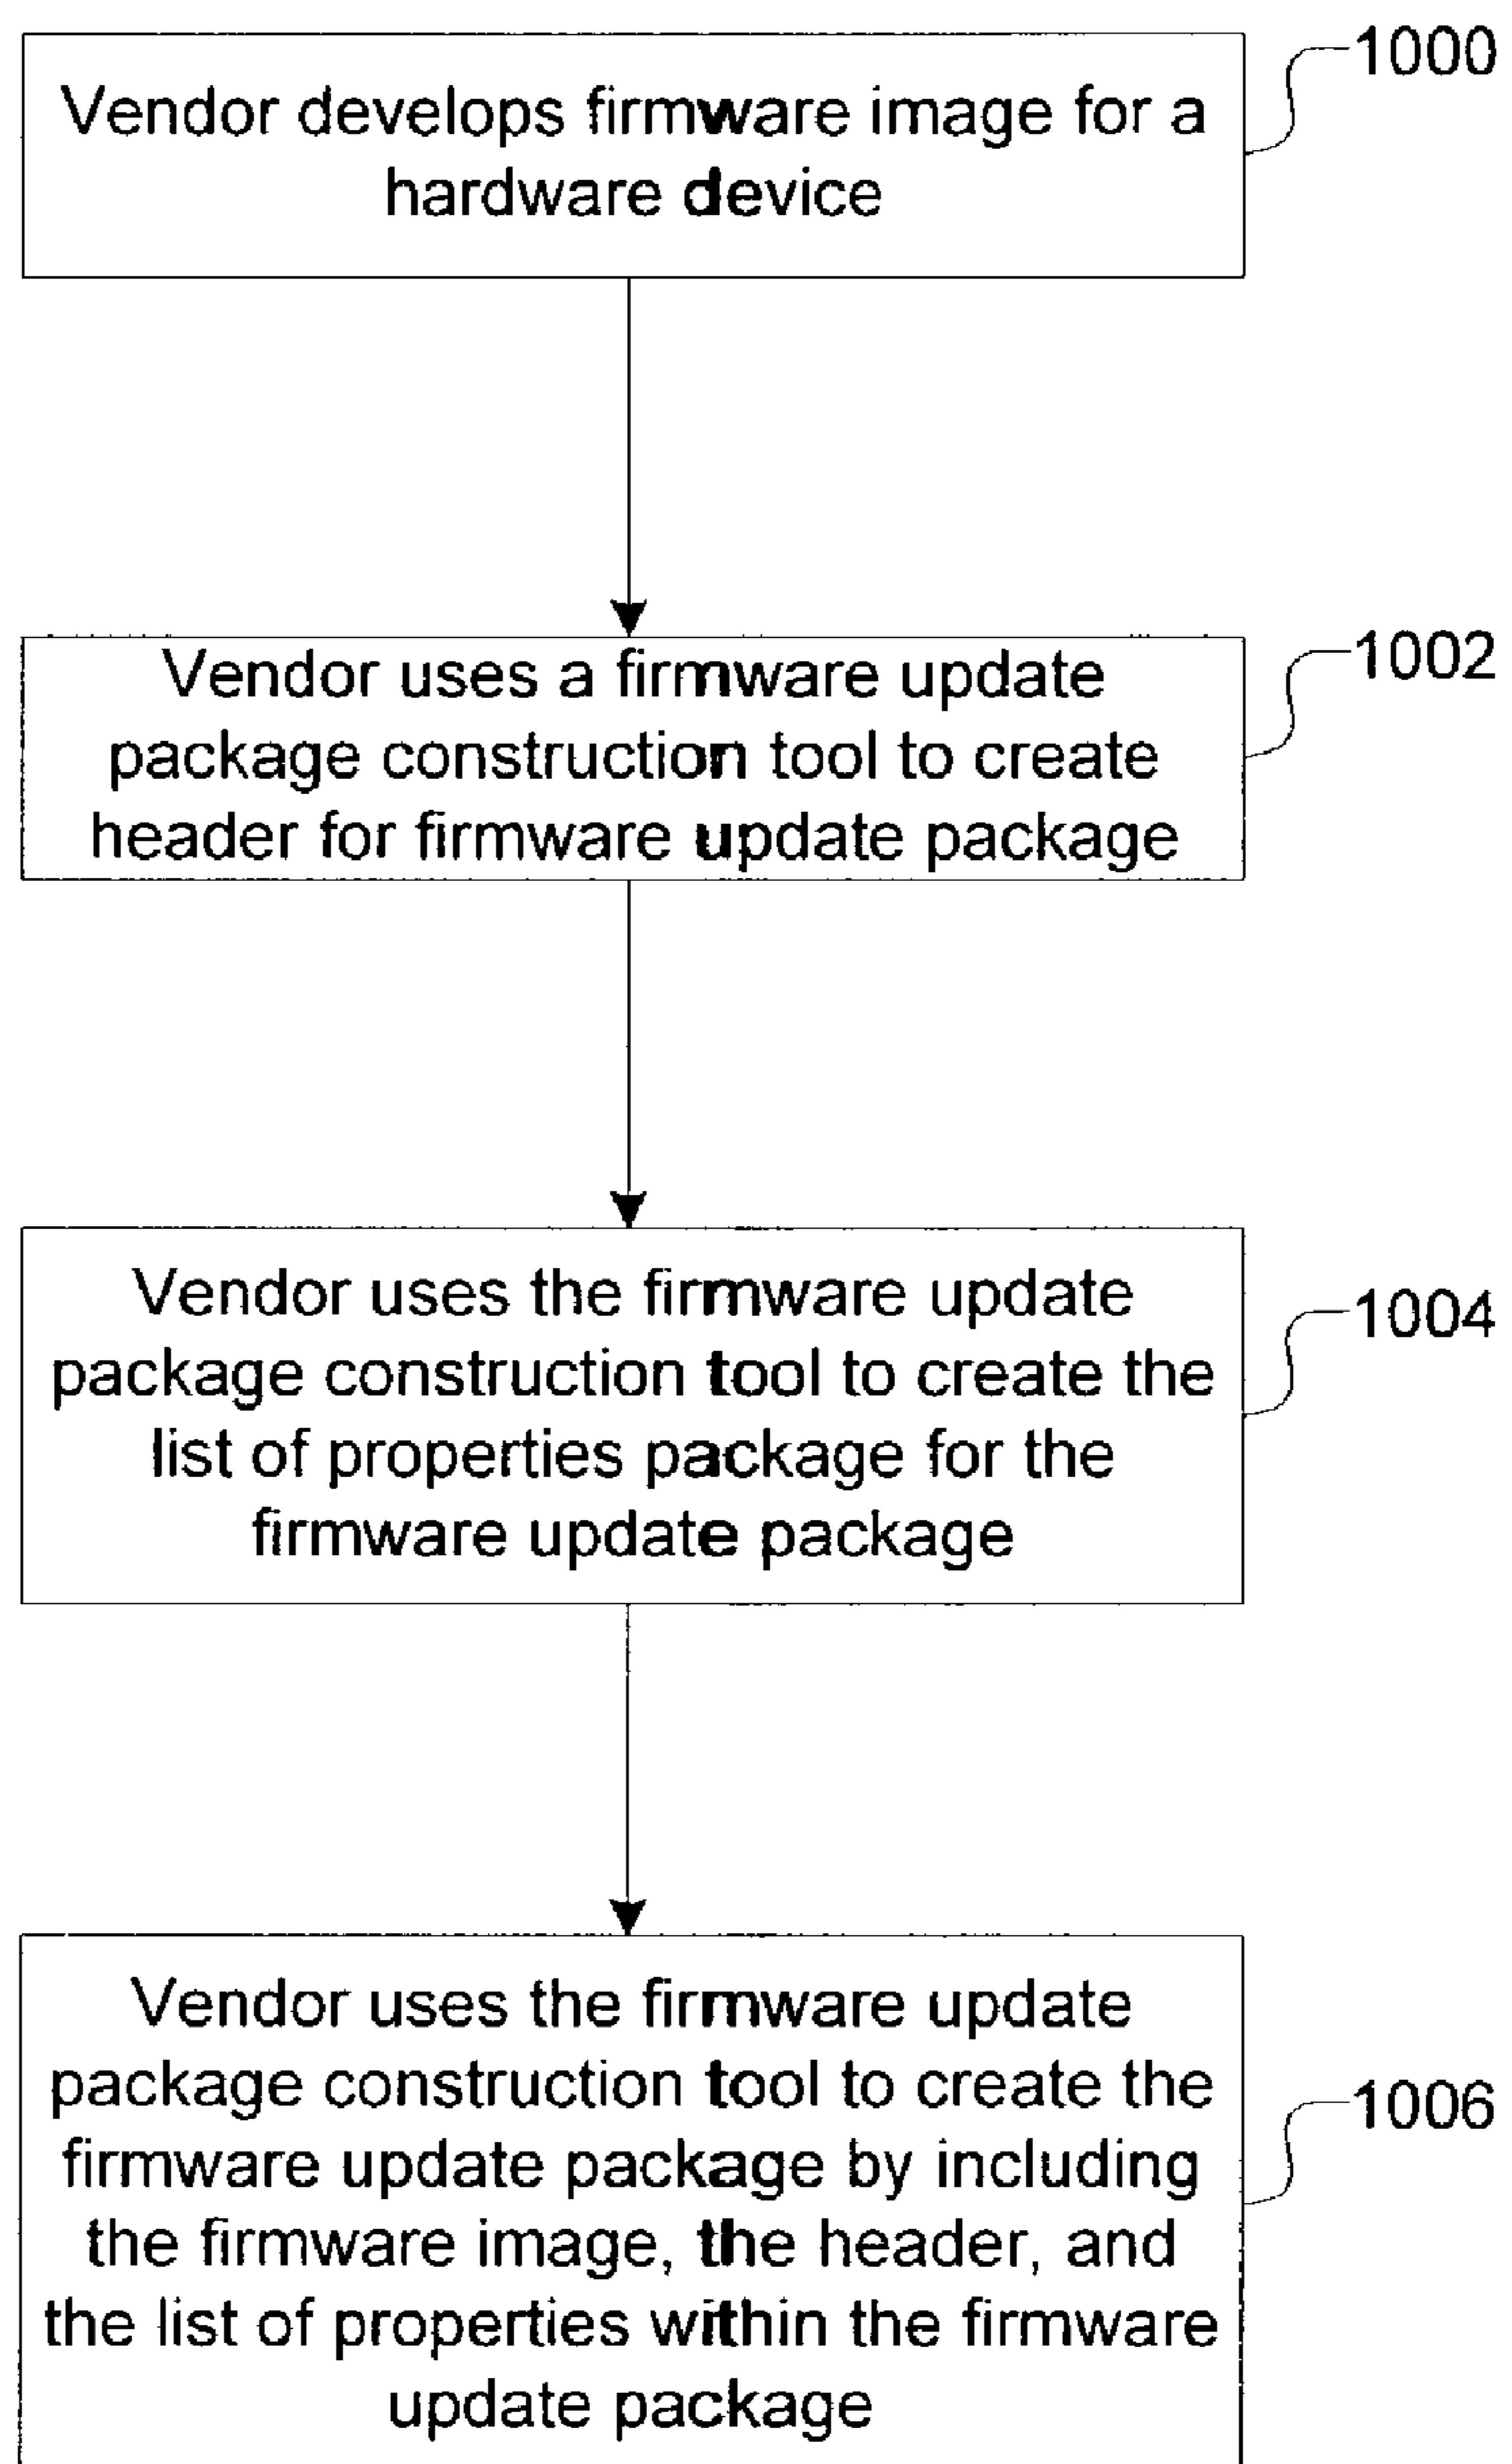 1000
Vendor develops firmware image for a
hardware device
1002
Vendor uses a firmware update
package construction tool to create
header for firmware update package
1004
Vendor uses the firmware update
package construction tool to create the
list of properties package for the
firmware update package
1006
Vendor uses the firmware update
package construction tool to create the
firmware update package by including
the firmware image, the header, and
the list of properties within the firmware
update package